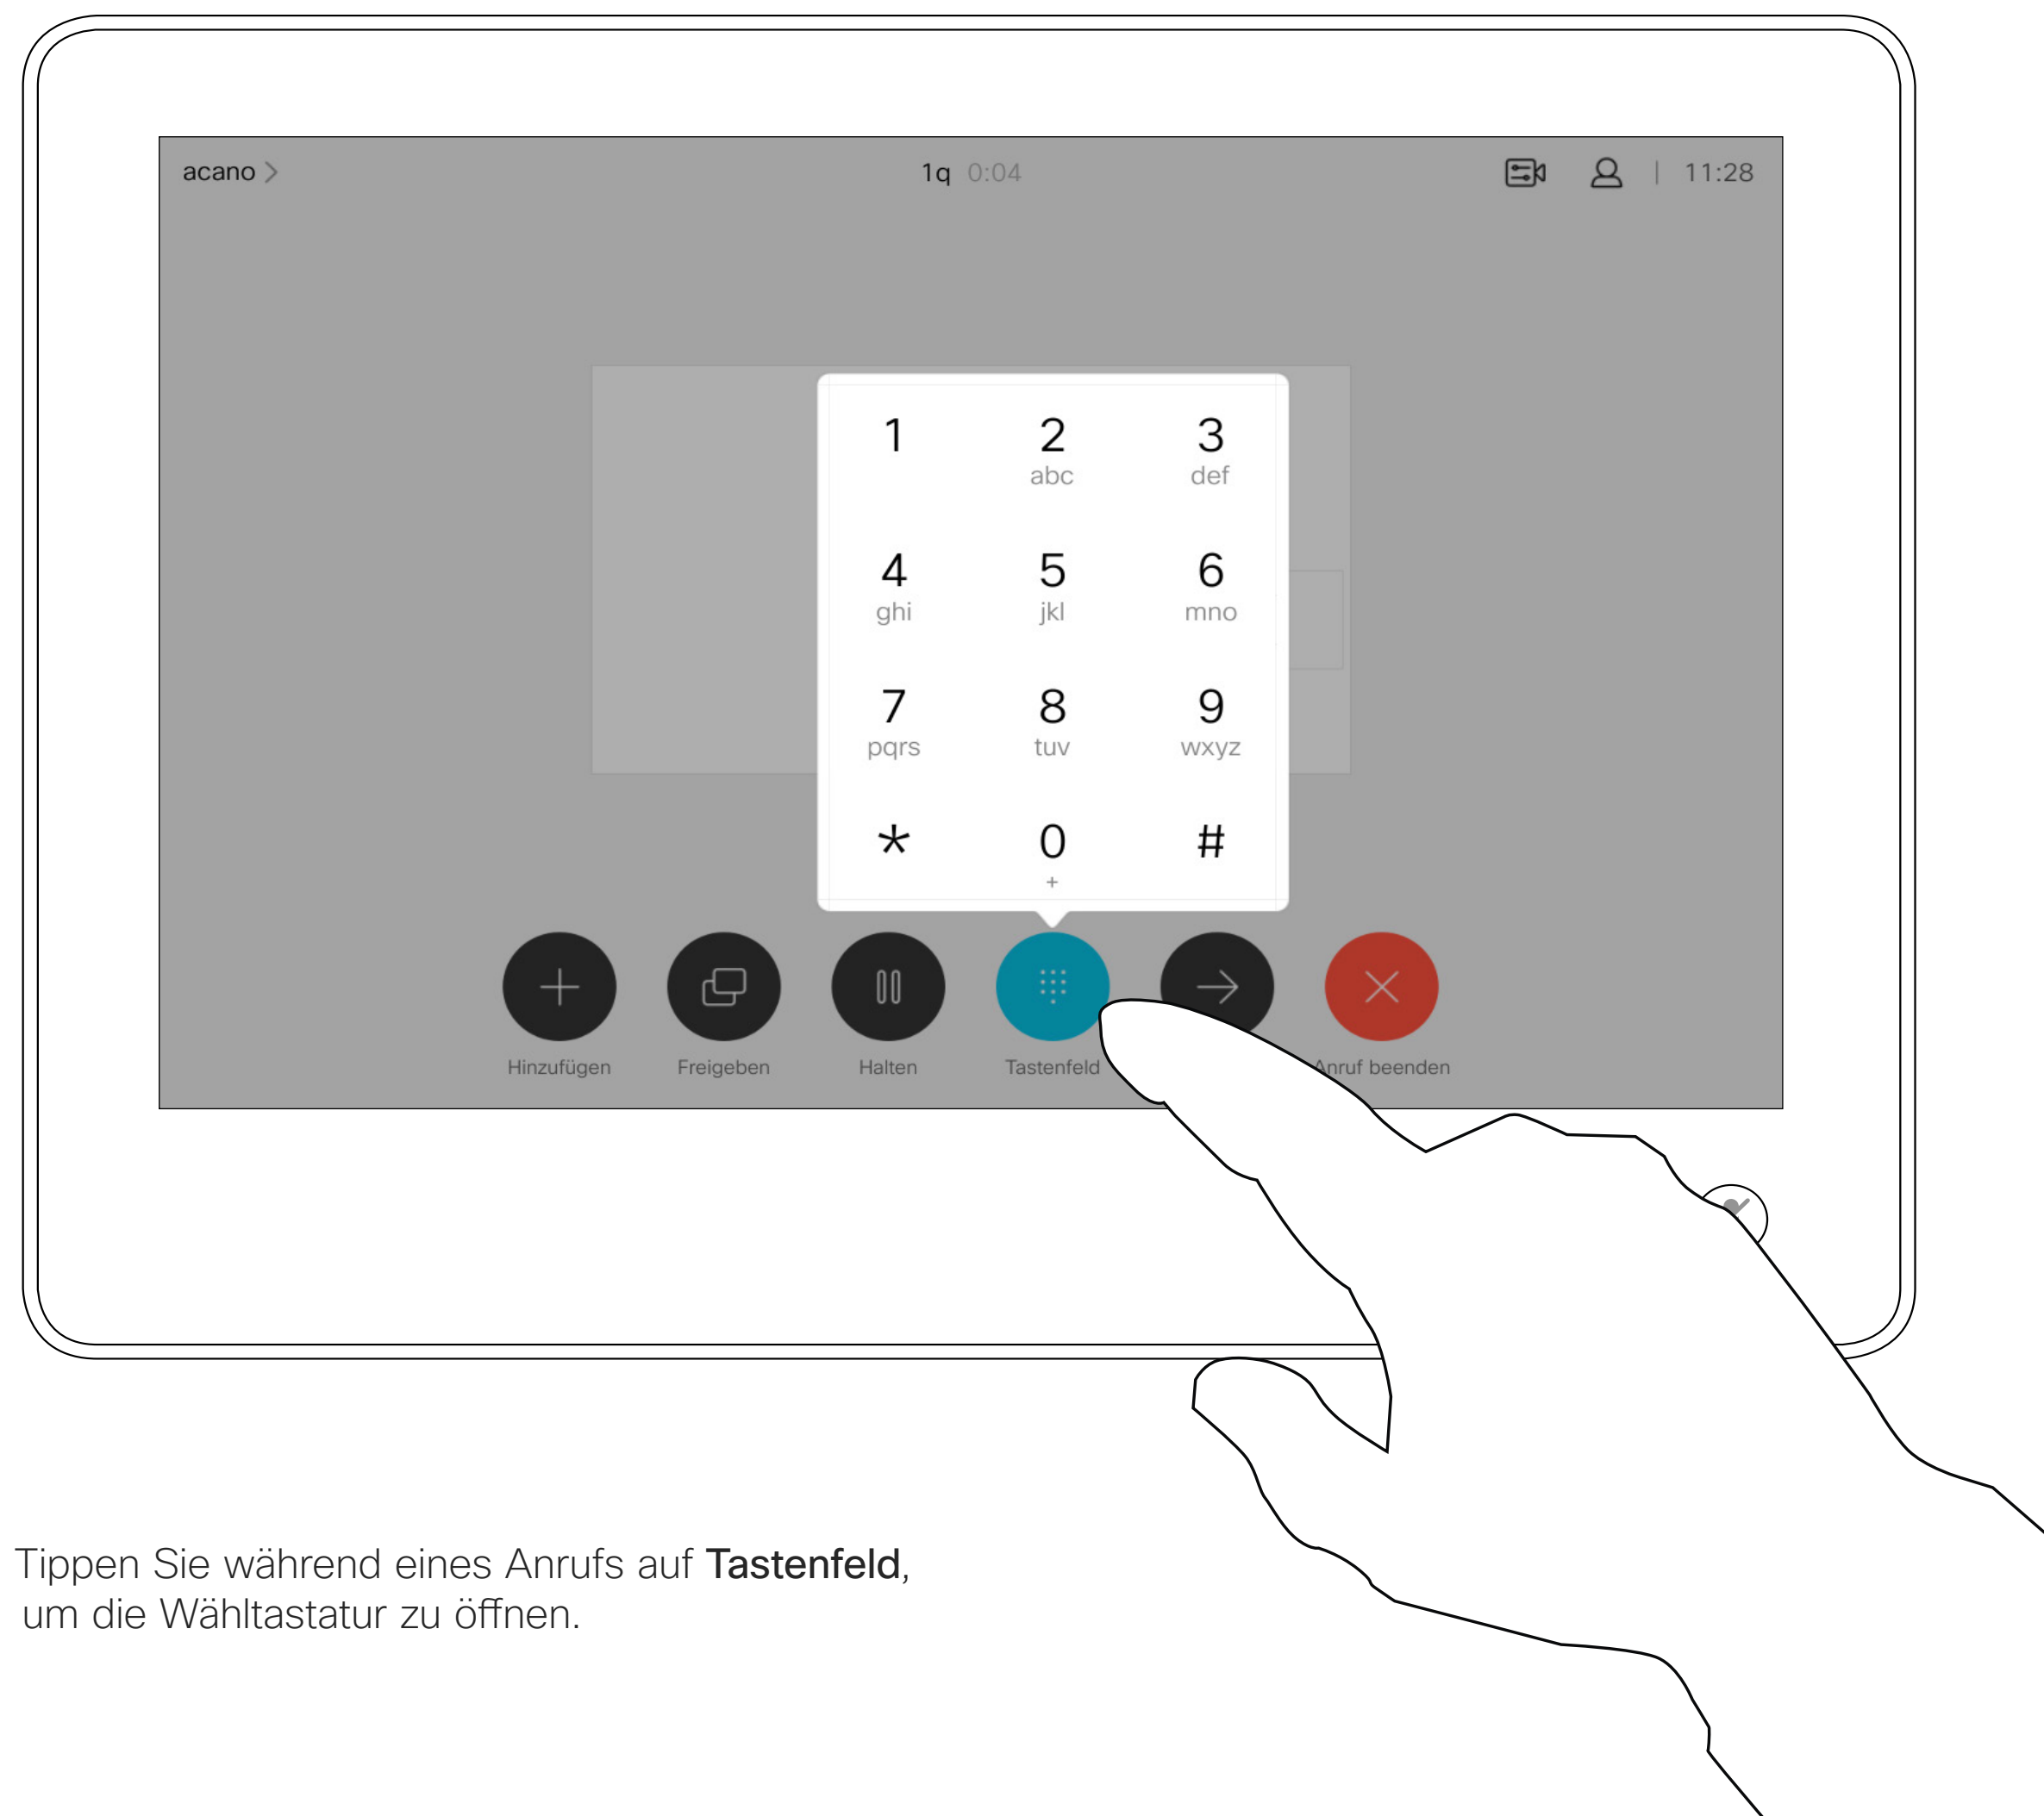 acano
1q 0:04
11:28
1 2 3
abc def
4 5 6
ghi jkl mno
7 8 9
pqrs tuv wxyz
* 0 #
+
Hinzufügen Freigeben Halten Tastenfeld Anruf beenden
Tippen Sie während eines Anrufs auf Tastenfeld,
um die Wähltastatur zu öffnen.